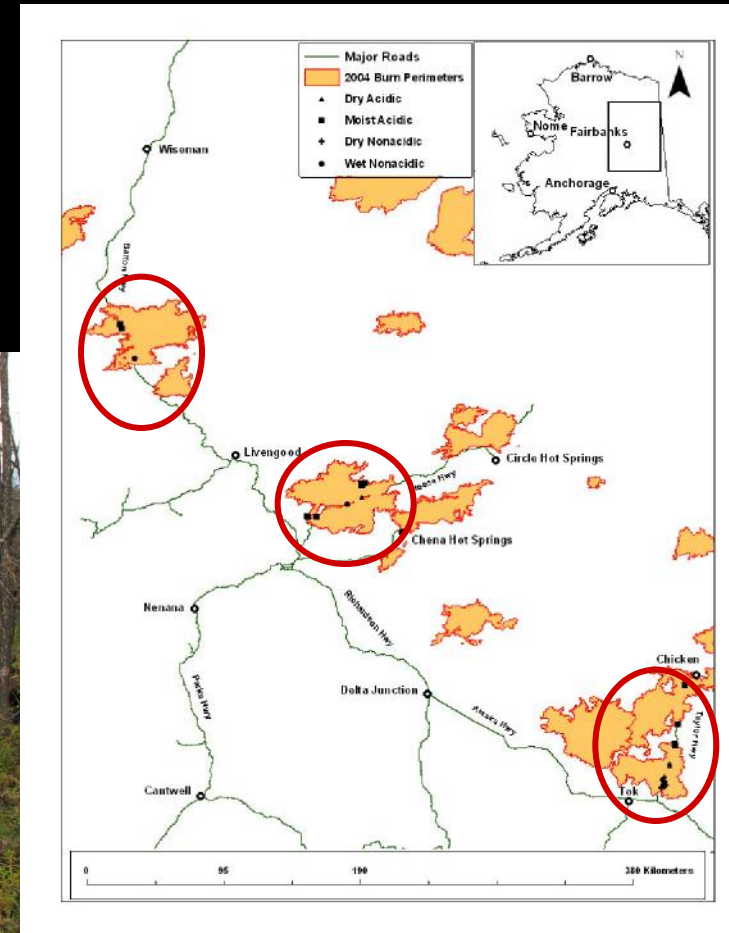 Major Roads
2004 Burn Perimeters
Dry Acidic
Moist Acidic
Dry Nonacidic
Wet Nonacidic
N
Barrow
Nome
Fairbanks
Anchorage
Wiseman
Dalton Hwy
Livengood
Circle Hot Springs
Hwy
Chena Hot Springs
Nenana
Richardson Hwy
Chicken
Parks Hwy
Delta Junction
Alaska Hwy
Taylor Hwy
Cantwell
Tok
0 95 190 380 Kilometers